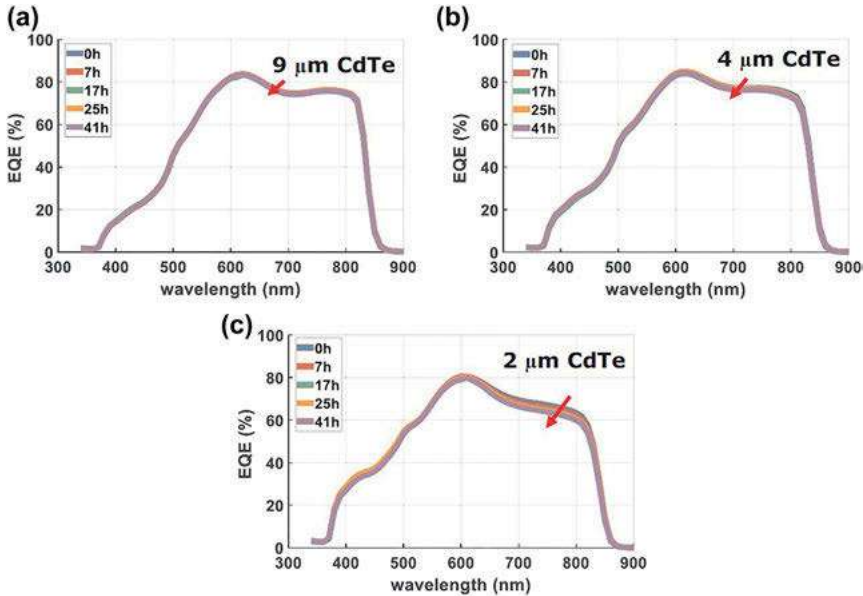 (a)
100
80
60
40
20
0
EQE (%)
0h
7h
17h
25h
41h
9 μm CdTe
300 400 500 600 700 800 900
wavelength (nm)
(b)
100
80
60
40
20
0
EQE (%)
0h
7h
17h
25h
41h
4 μm CdTe
300 400 500 600 700 800 900
wavelength (nm)
(c)
100
80
60
40
20
0
EQE (%)
0h
7h
17h
25h
41h
2 μm CdTe
300 400 500 600 700 800 900
wavelength (nm)